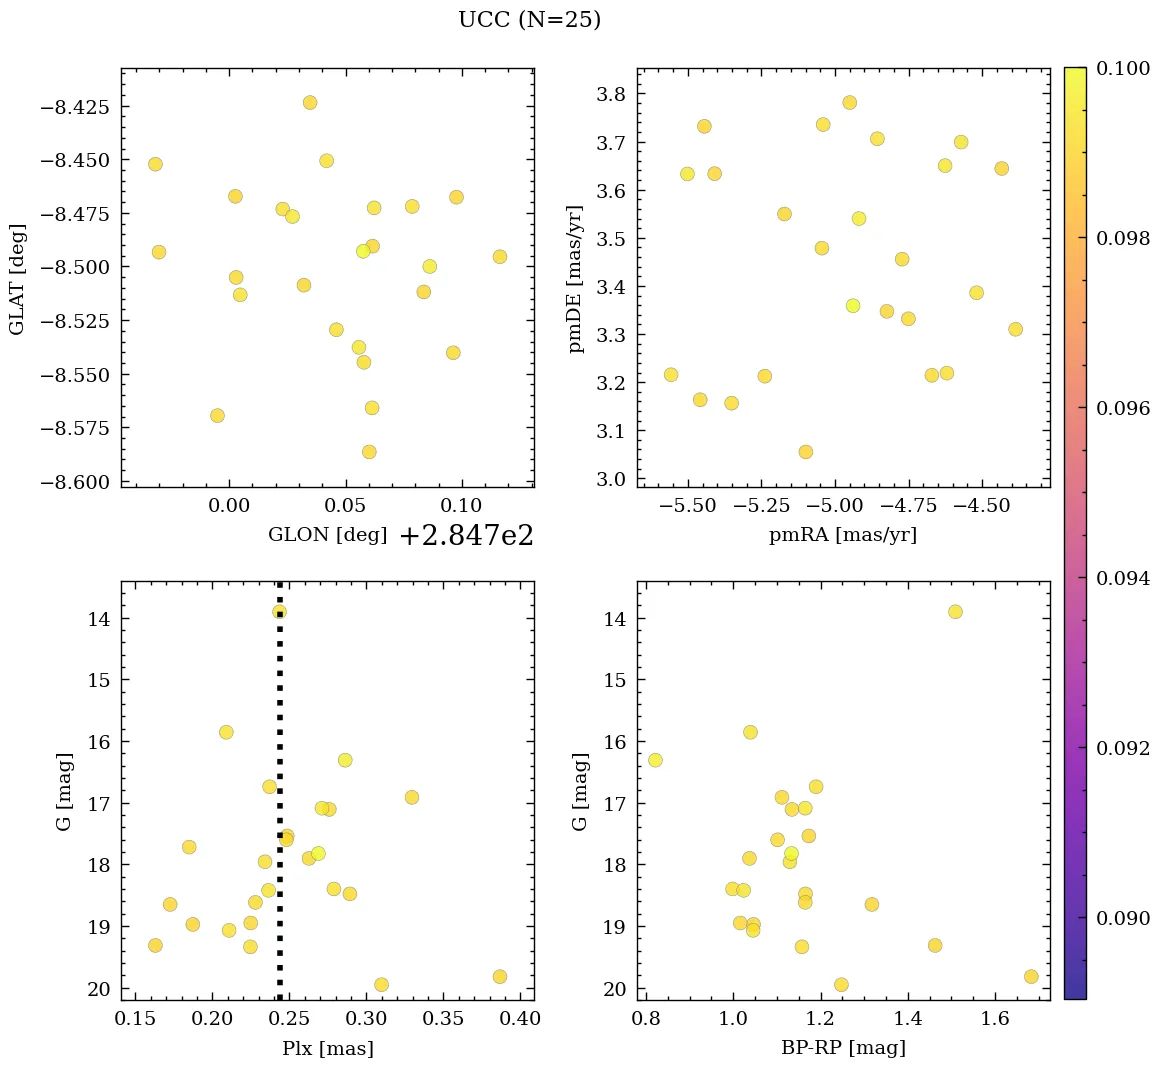 UCC (N=25)
−8.425
−8.450
−8.475
−8.500
−8.525
−8.550
−8.575
−8.600
GLAT [deg]
0.00 0.05 0.10
GLON [deg] +2.847e2
3.8
3.7
3.6
3.5
3.4
3.3
3.2
3.1
3.0
pmDE [mas/yr]
−5.50 −5.25 −5.00 −4.75 −4.50
pmRA [mas/yr]
0.100
0.098
0.096
0.094
0.092
0.090
14
15
16
17
18
19
20
G [mag]
0.15 0.20 0.25 0.30 0.35 0.40
Plx [mas]
14
15
16
17
18
19
20
G [mag]
0.8 1.0 1.2 1.4 1.6
BP-RP [mag]